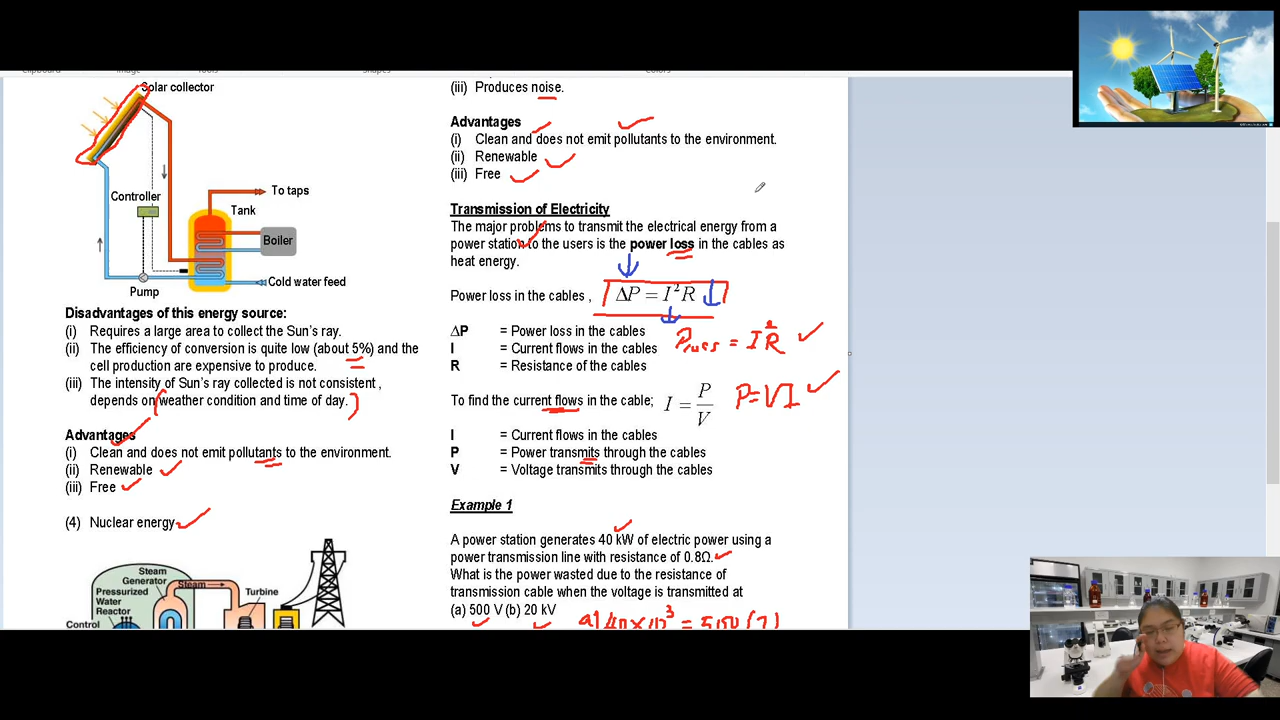 Clipboard
Image
Tools
Shapes
Colors
Solar collector
Controller
To taps
Tank
Boiler
Cold water feed
Pump
Disadvantages of this energy source:
(i) Requires a large area to collect the Sun's ray.
(ii) The efficiency of conversion is quite low (about 5%) and the
cell production are expensive to produce.
(iii) The intensity of Sun's ray collected is not consistent ,
depends on weather condition and time of day.
Advantages
(i) Clean and does not emit pollutants to the environment.
(ii) Renewable
(iii) Free
(4) Nuclear energy
Steam
Generator
Steam
Pressurized
Water
Reactor
Turbine
Control
(iii) Produces noise.
Advantages
(i) Clean and does not emit pollutants to the environment.
(ii) Renewable
(iii) Free
Transmission of Electricity
The major problems to transmit the electrical energy from a
power station to the users is the power loss in the cables as
heat energy.
Power loss in the cables , ΔP = I²R
ΔP = Power loss in the cables
I = Current flows in the cables
R = Resistance of the cables
P loss = I²R
To find the current flows in the cable; I = P/V
P=VI
I = Current flows in the cables
P = Power transmits through the cables
V = Voltage transmits through the cables
Example 1
A power station generates 40 kW of electric power using a
power transmission line with resistance of 0.8Ω.
What is the power wasted due to the resistance of
transmission cable when the voltage is transmitted at
(a) 500 V (b) 20 kV
a) 40 x 10³ = 500 (I)